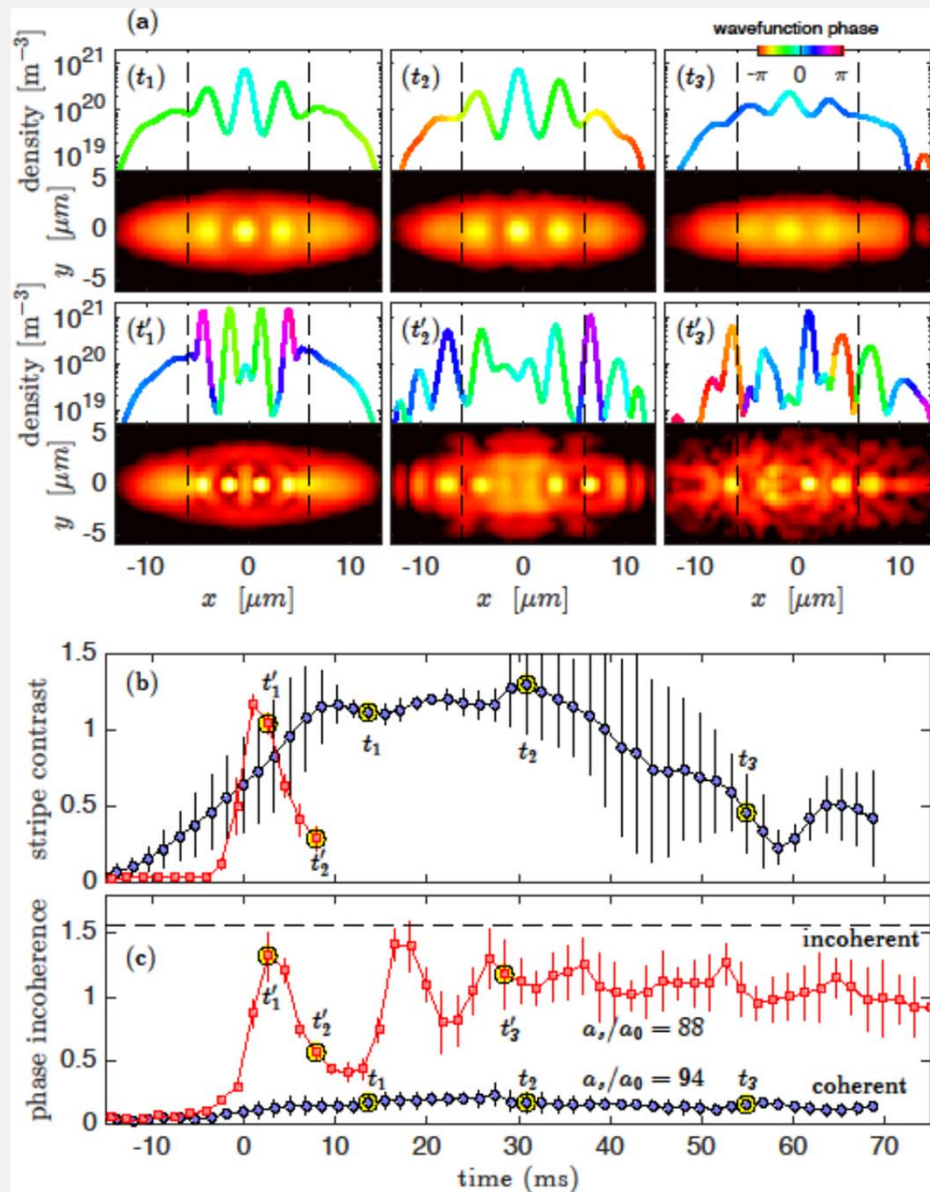 (a)
wavefunction phase
-π 0 π
density [m⁻³]
10²¹
10²⁰
10¹⁹
(t₁) (t₂) (t₃)
y [μm]
5
0
-5
density [m⁻³]
10²¹
10²⁰
10¹⁹
(t′₁) (t′₂) (t′₃)
y [μm]
5
0
-5
-10 0 10 -10 0 10 -10 0 10
x [μm] x [μm] x [μm]
(b)
stripe contrast
1.5
1
0.5
0
t′₁
t₁
t₂
t₃
t′₂
(c)
phase incoherence
1.5
1
0.5
0
incoherent
t′₁
t′₂
t′₃
aₛ/a₀ = 88
t₁
t₂
aₛ/a₀ = 94
t₃
coherent
-10 0 10 20 30 40 50 60 70
time (ms)